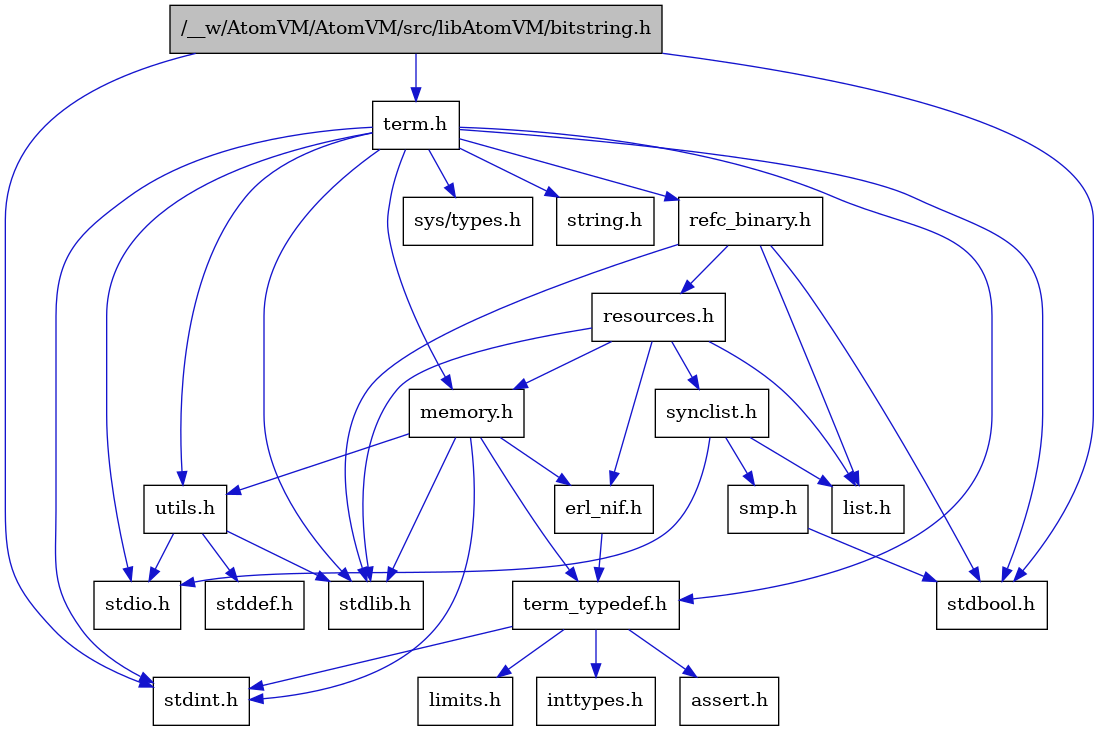 /__w/AtomVM/AtomVM/src/libAtomVM/bitstring.h
term.h
sys/types.h
string.h
refc_binary.h
resources.h
memory.h
synclist.h
utils.h
erl_nif.h
smp.h
list.h
stdio.h
stddef.h
stdlib.h
term_typedef.h
stdbool.h
stdint.h
limits.h
inttypes.h
assert.h